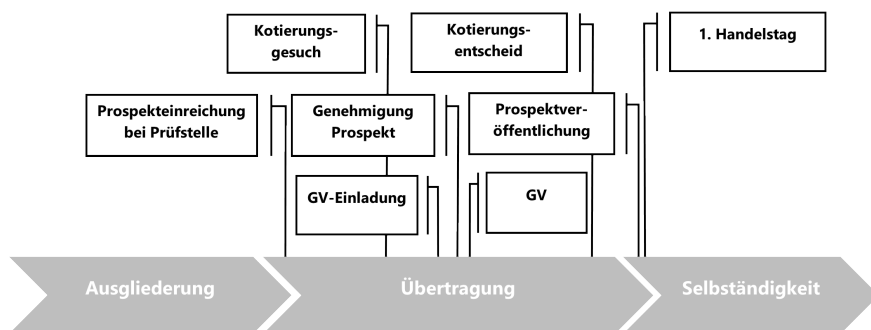 Kotierungs-
gesuch
Kotierungs-
entscheid
1. Handelstag
Prospekteinreichung
bei Prüfstelle
Genehmigung
Prospekt
Prospektver-
öffentlichung
GV-Einladung
GV
Ausgliederung
Übertragung
Selbständigkeit